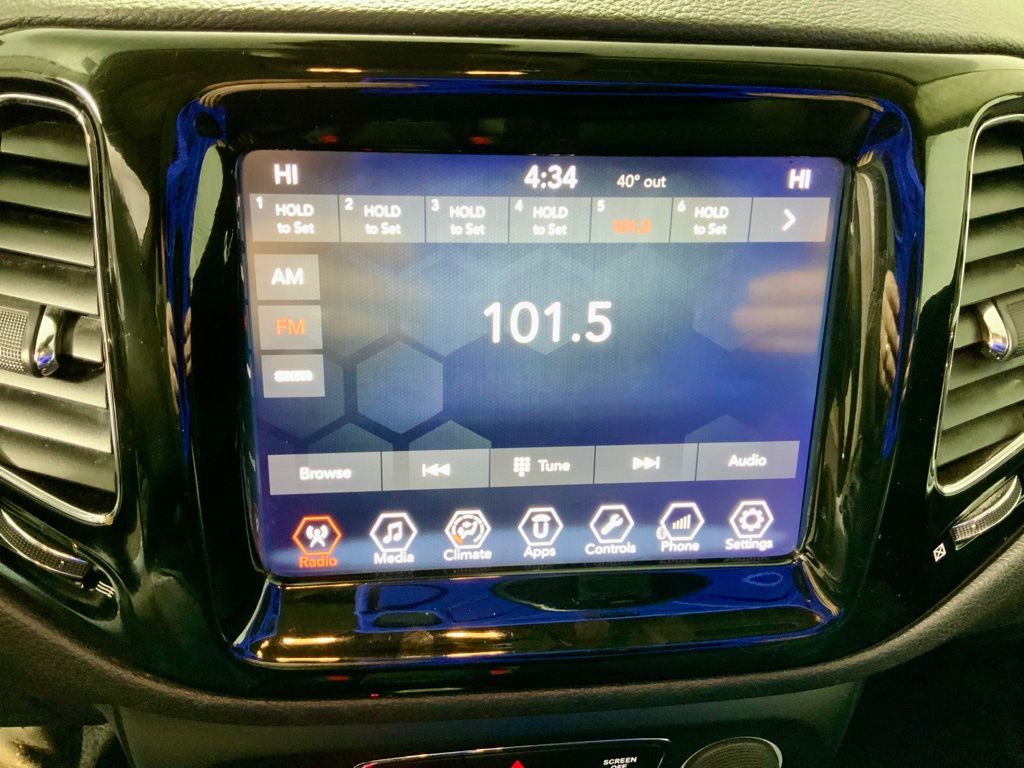 HI 4:34 40° out HI
1 HOLD to Set 2 HOLD to Set 3 HOLD to Set 4 HOLD to Set 5 101.5 6 HOLD to Set
AM
FM
101.5
Browse Tune Audio
Radio Media Climate Apps Controls Phone Settings
SCREEN
OFF